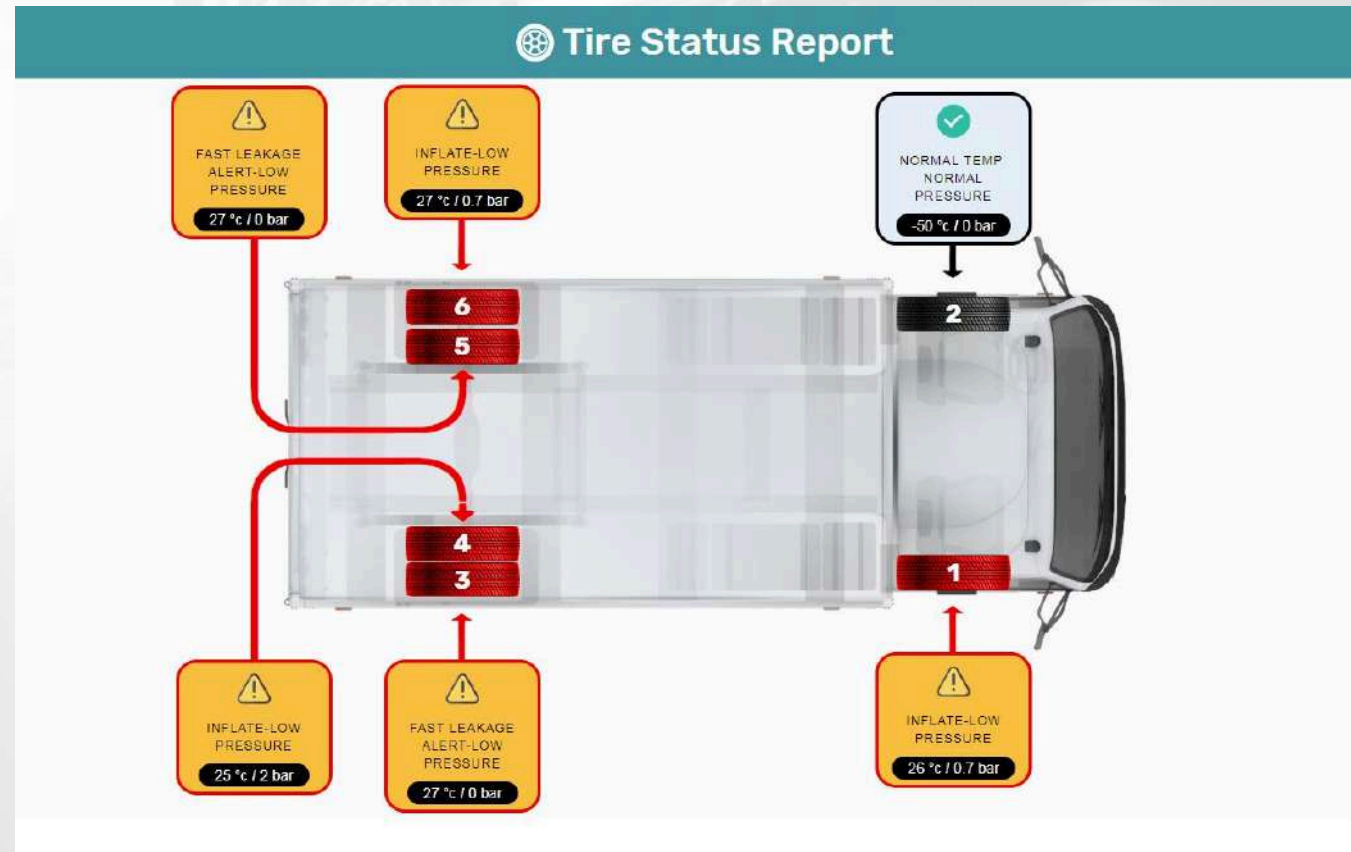 Tire Status Report
FAST LEAKAGE
ALERT-LOW
PRESSURE
27 °c / 0 bar
INFLATE-LOW
PRESSURE
27 °c / 0.7 bar
NORMAL TEMP
NORMAL
PRESSURE
-50 °c / 0 bar
6
5
2
4
3
1
INFLATE-LOW
PRESSURE
25 °c / 2 bar
FAST LEAKAGE
ALERT-LOW
PRESSURE
27 °c / 0 bar
INFLATE-LOW
PRESSURE
26 °c / 0.7 bar